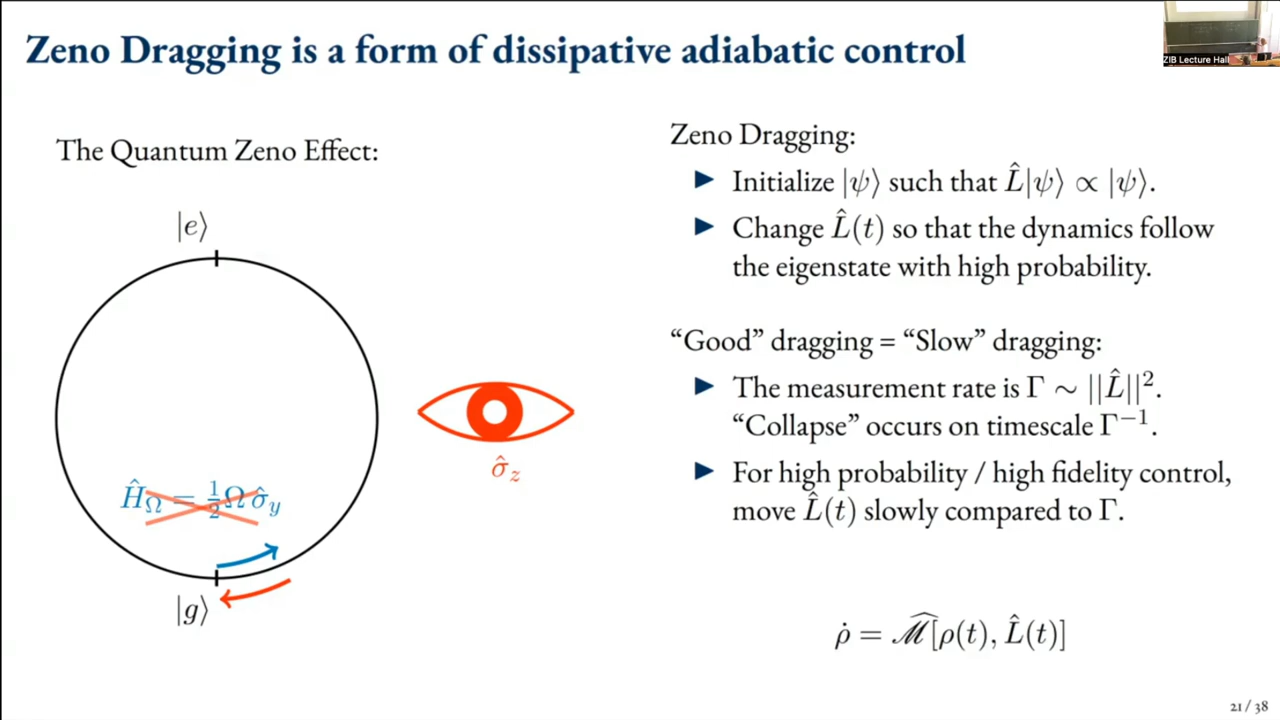 Zeno Dragging is a form of dissipative adiabatic control
ZIB Lecture Hall
The Quantum Zeno Effect:
|e⟩
σ̂_z
Ĥ_Ω = ½Ω σ̂_y
|g⟩
Zeno Dragging:
▶ Initialize |ψ⟩ such that L̂|ψ⟩ ∝ |ψ⟩.
▶ Change L̂(t) so that the dynamics follow
the eigenstate with high probability.
“Good” dragging = “Slow” dragging:
▶ The measurement rate is Γ ∼ ||L̂||².
“Collapse” occurs on timescale Γ⁻¹.
▶ For high probability / high fidelity control,
move L̂(t) slowly compared to Γ.
ρ̇ = ℳ̂[ρ(t), L̂(t)]
21 / 38